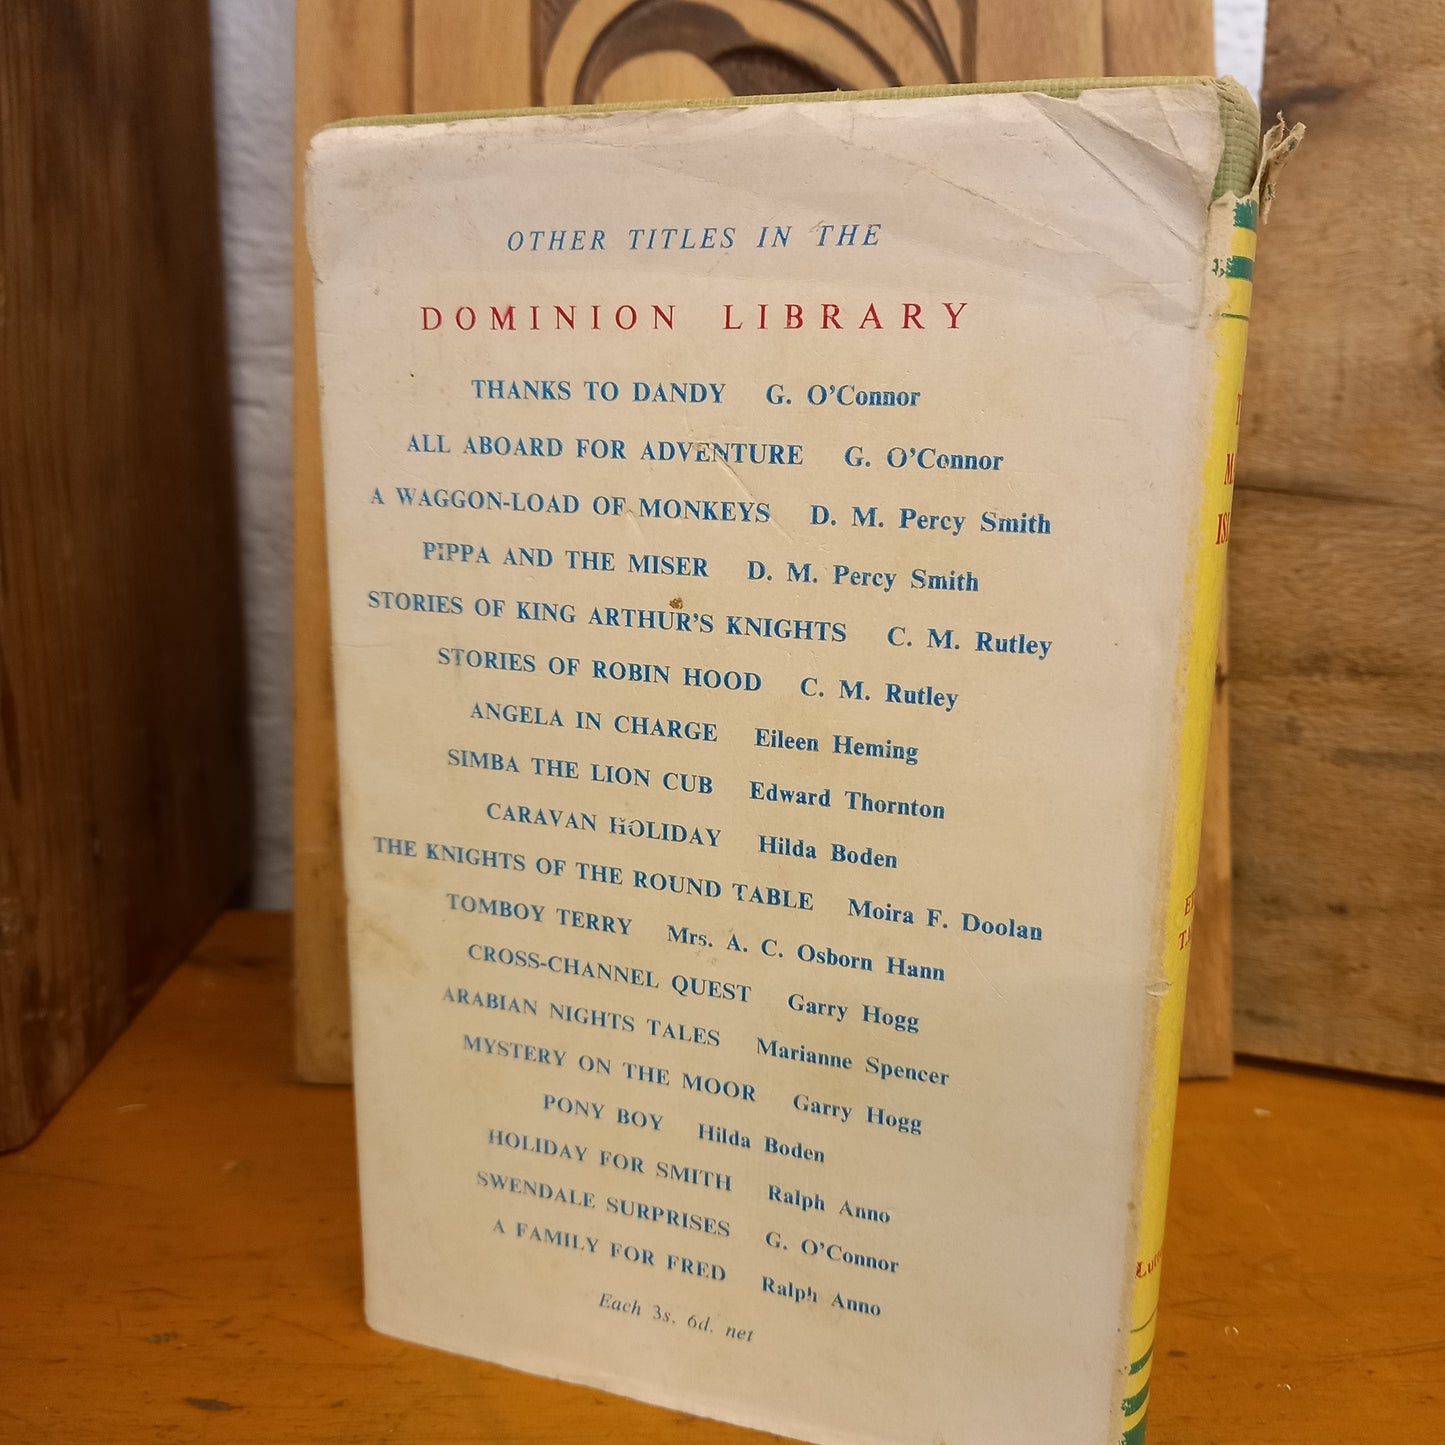 OTHER TITLES IN THE
DOMINION LIBRARY
THANKS TO DANDY G. O'Connor
ALL ABOARD FOR ADVENTURE G. O'Connor
A WAGGON-LOAD OF MONKEYS D. M. Percy Smith
PIPPA AND THE MISER D. M. Percy Smith
STORIES OF KING ARTHUR'S KNIGHTS C. M. Rutley
STORIES OF ROBIN HOOD C. M. Rutley
ANGELA IN CHARGE Eileen Heming
SIMBA THE LION CUB Edward Thornton
CARAVAN HOLIDAY Hilda Boden
THE KNIGHTS OF THE ROUND TABLE Moira F. Doolan
TOMBOY TERRY Mrs. A. C. Osborn Hann
CROSS-CHANNEL QUEST Garry Hogg
ARABIAN NIGHTS TALES Marianne Spencer
MYSTERY ON THE MOOR Garry Hogg
PONY BOY Hilda Boden
HOLIDAY FOR SMITH Ralph Anno
SWENDALE SURPRISES G. O'Connor
A FAMILY FOR FRED Ralph Anno
Each 3s. 6d. net